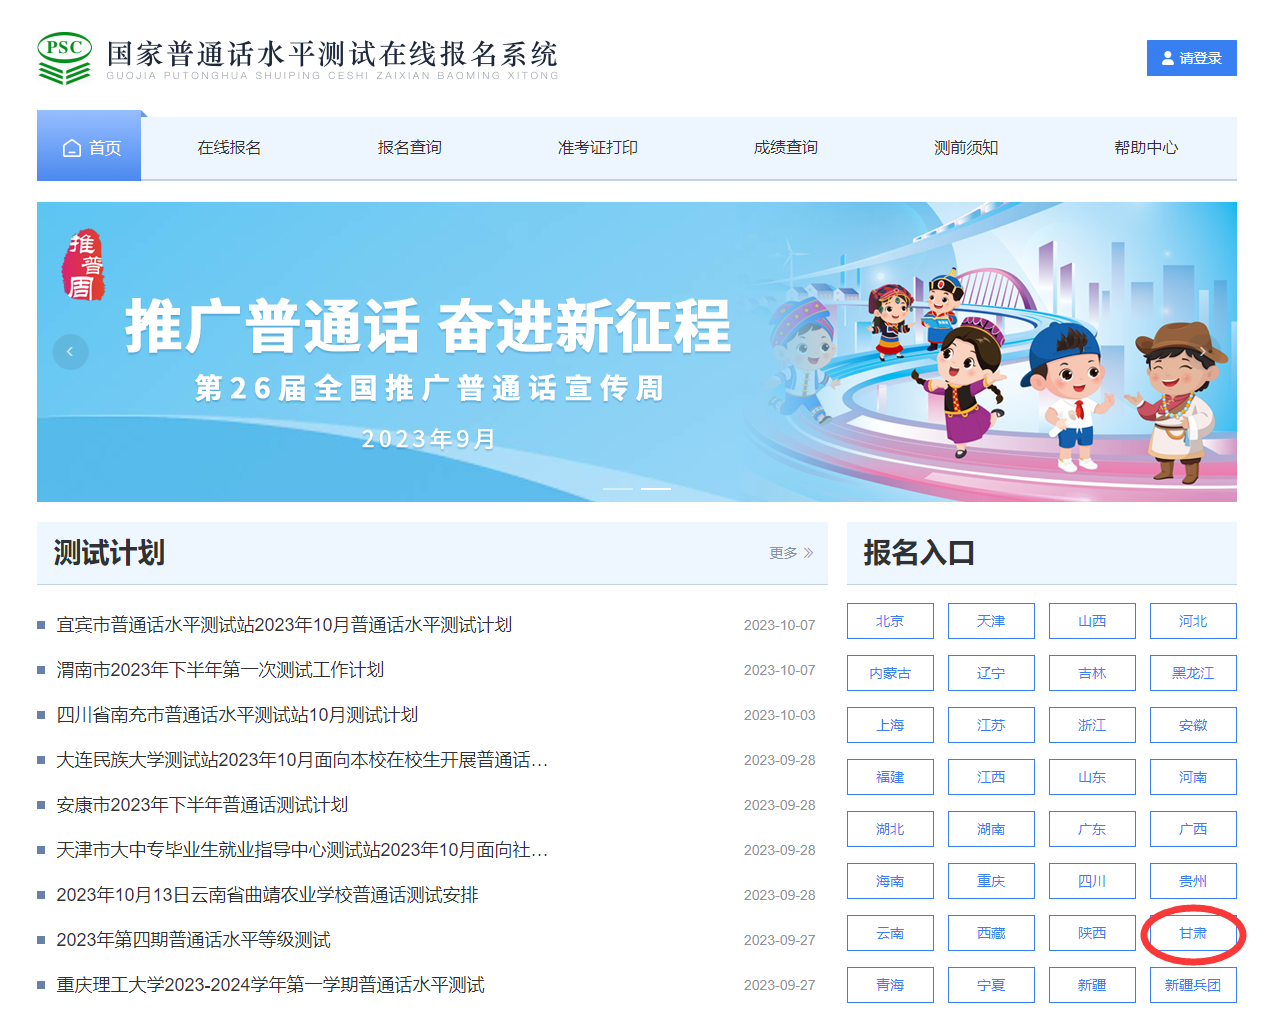 PSC
国家普通话水平测试在线报名系统
GUOJIA PUTONGHUA SHUIPING CESHI ZAIXIAN BAOMING XITONG
请登录
首页 在线报名 报名查询 准考证打印 成绩查询 测前须知 帮助中心
推普周
推广普通话 奋进新征程
第26届全国推广普通话宣传周
2023年9月
测试计划
更多
宜宾市普通话水平测试站2023年10月普通话水平测试计划 2023-10-07
渭南市2023年下半年第一次测试工作计划 2023-10-07
四川省南充市普通话水平测试站10月测试计划 2023-10-03
大连民族大学测试站2023年10月面向本校在校生开展普通话... 2023-09-28
安康市2023年下半年普通话测试计划 2023-09-28
天津市大中专毕业生就业指导中心测试站2023年10月面向社... 2023-09-28
2023年10月13日云南省曲靖农业学校普通话测试安排 2023-09-28
2023年第四期普通话水平等级测试 2023-09-27
重庆理工大学2023-2024学年第一学期普通话水平测试 2023-09-27
报名入口
北京 天津 山西 河北
内蒙古 辽宁 吉林 黑龙江
上海 江苏 浙江 安徽
福建 江西 山东 河南
湖北 湖南 广东 广西
海南 重庆 四川 贵州
云南 西藏 陕西 甘肃
青海 宁夏 新疆 新疆兵团